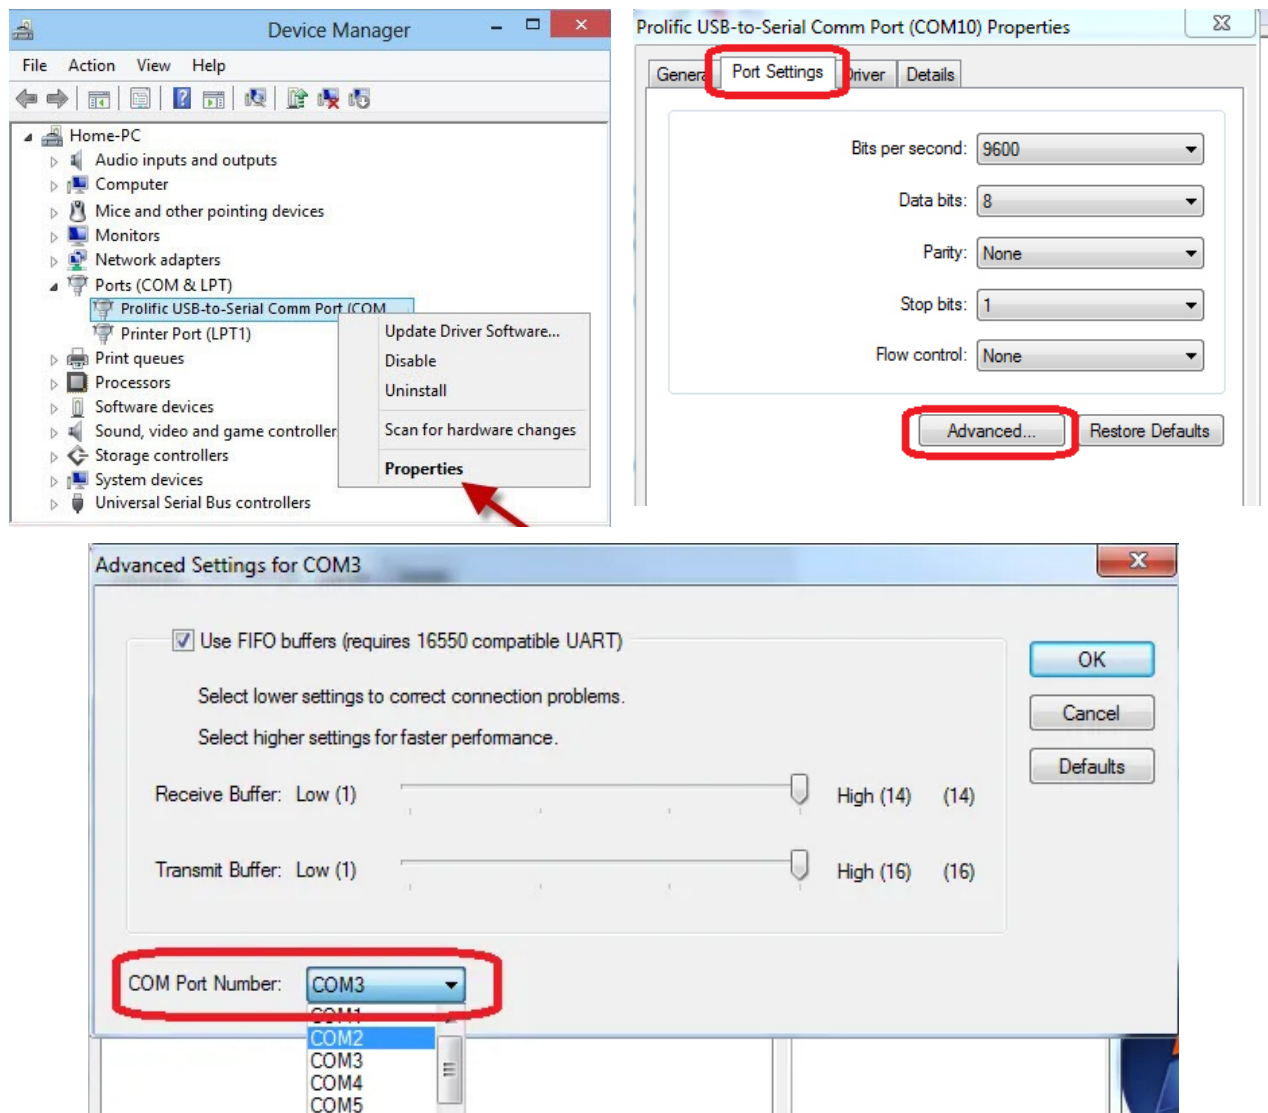 Device Manager
File Action View Help
Home-PC
Audio inputs and outputs
Computer
Mice and other pointing devices
Monitors
Network adapters
Ports (COM & LPT)
Prolific USB-to-Serial Comm Port (COM
Printer Port (LPT1)
Print queues
Processors
Software devices
Sound, video and game controller
Storage controllers
System devices
Universal Serial Bus controllers
Update Driver Software...
Disable
Uninstall
Scan for hardware changes
Properties
Prolific USB-to-Serial Comm Port (COM10) Properties
General Port Settings Driver Details
Bits per second: 9600
Data bits: 8
Parity: None
Stop bits: 1
Flow control: None
Advanced... Restore Defaults
Advanced Settings for COM3
Use FIFO buffers (requires 16550 compatible UART)
OK
Select lower settings to correct connection problems.
Cancel
Select higher settings for faster performance.
Defaults
Receive Buffer: Low (1) High (14) (14)
Transmit Buffer: Low (1) High (16) (16)
COM Port Number: COM3
COM1
COM2
COM3
COM4
COM5